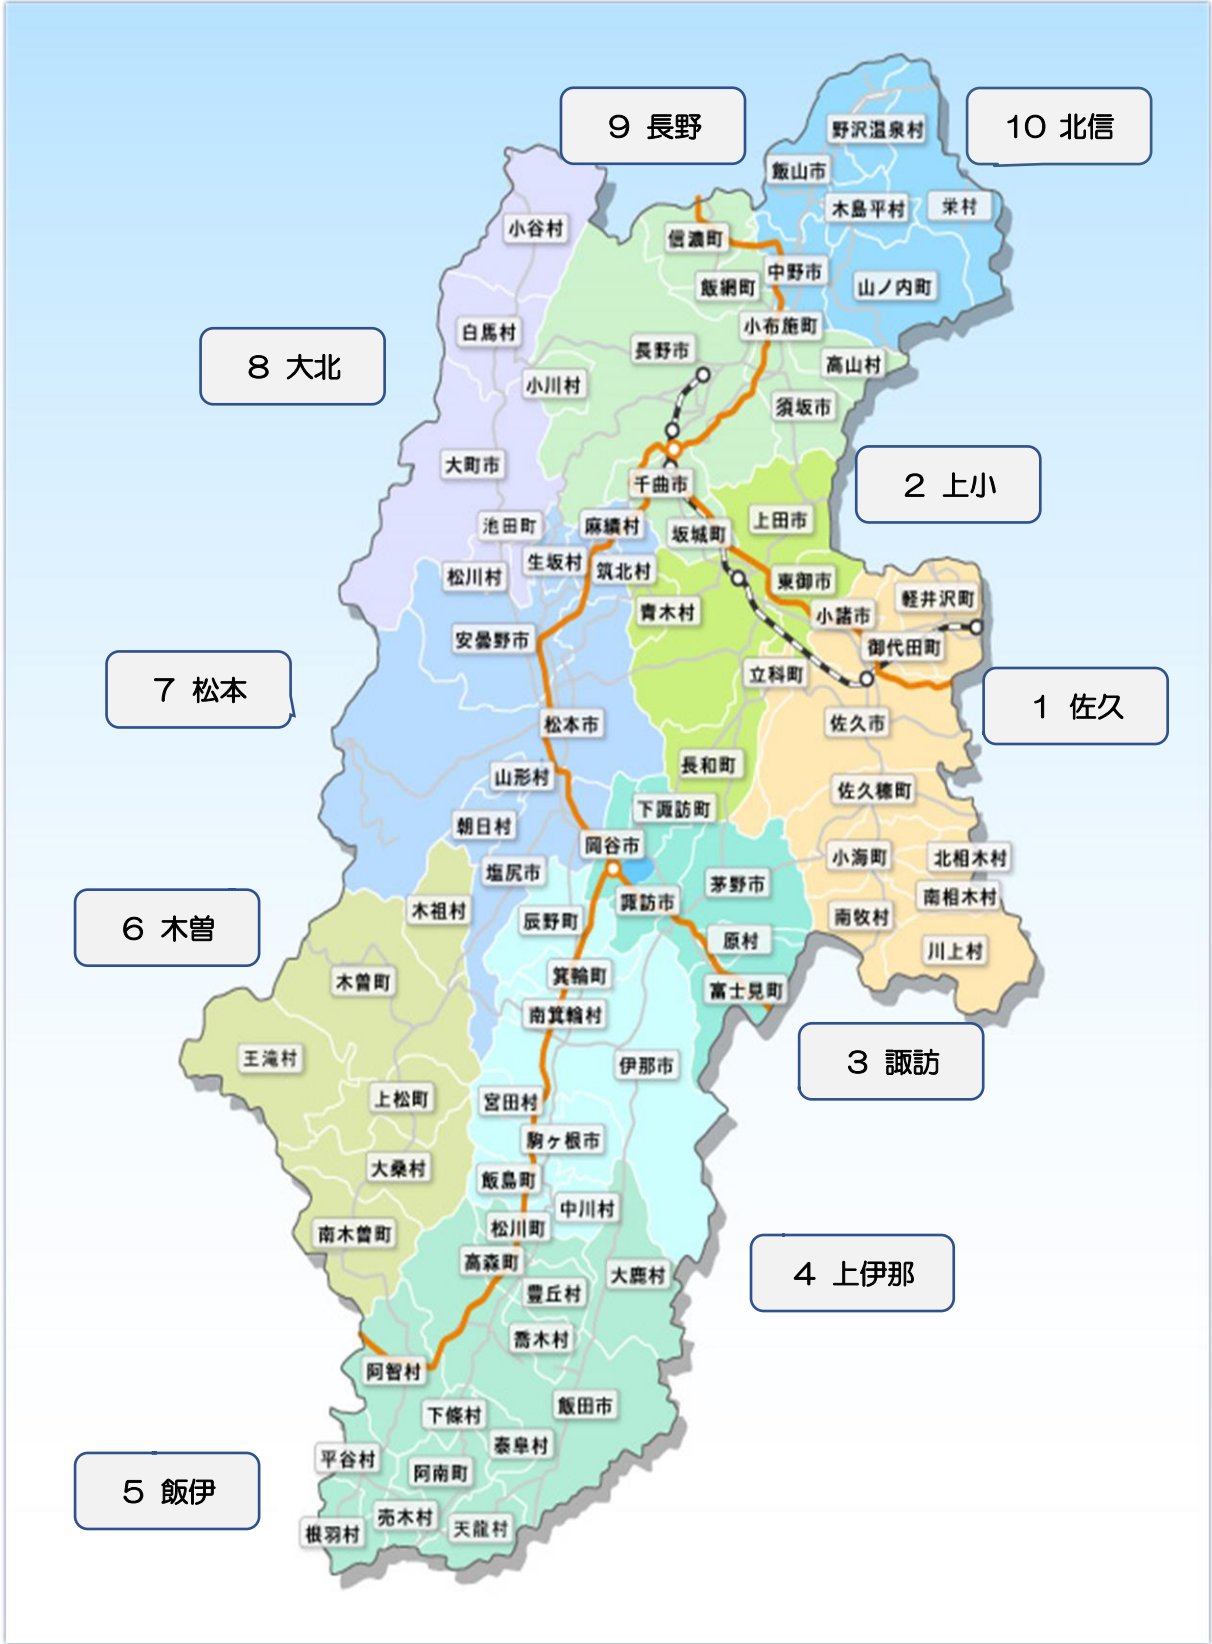 9 長野
10 北信
野沢温泉村
飯山市
木島平村
栄村
小谷村
信濃町
中野市
飯綱町
山ノ内町
白馬村
小布施町
長野市
高山村
8 大北
小川村
須坂市
大町市
千曲市
2 上小
池田町
麻績村
坂城町
上田市
生坂村
筑北村
松川村
東御市
軽井沢町
青木村
小諸市
安曇野市
御代田町
立科町
7 松本
1 佐久
松本市
佐久市
山形村
長和町
佐久穂町
下諏訪町
朝日村
岡谷市
小海町
北相木村
塩尻市
茅野市
南相木村
木祖村
諏訪市
南牧村
6 木曽
辰野町
原村
川上村
木曽町
箕輪町
富士見町
南箕輪村
王滝村
伊那市
3 諏訪
上松町
宮田村
駒ヶ根市
大桑村
飯島町
中川村
南木曽町
松川町
高森町
大鹿村
4 上伊那
豊丘村
喬木村
阿智村
飯田市
下條村
泰阜村
平谷村
阿南町
5 飯伊
売木村
天龍村
根羽村